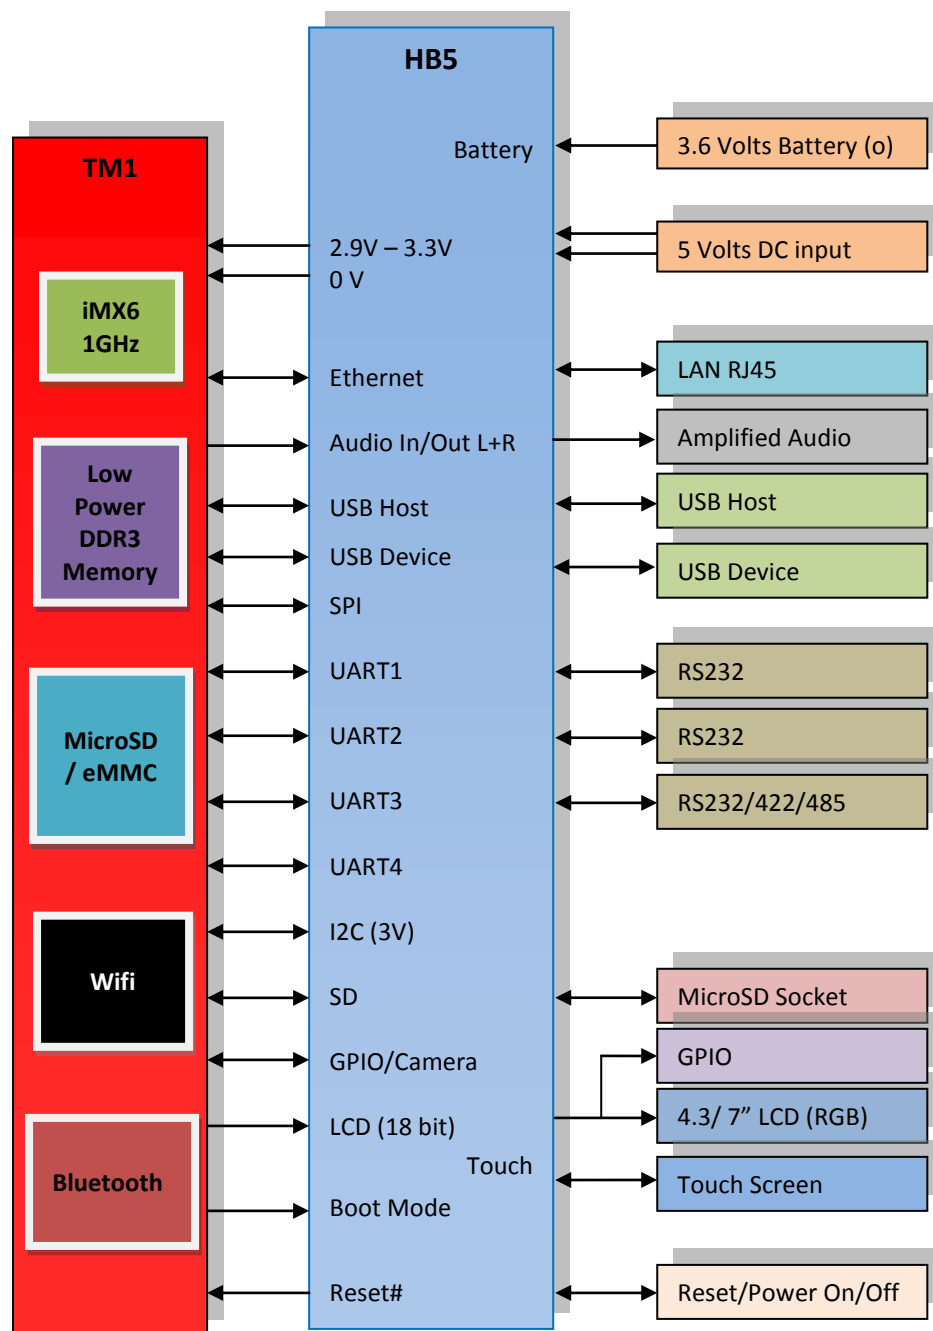 HB5
TM1
Battery
3.6 Volts Battery (o)
2.9V – 3.3V
0 V
5 Volts DC input
iMX6
1GHz
Ethernet
LAN RJ45
Audio In/Out L+R
Amplified Audio
Low
Power
DDR3
Memory
USB Host
USB Host
USB Device
USB Device
SPI
UART1
RS232
MicroSD
/ eMMC
UART2
RS232
UART3
RS232/422/485
UART4
Wifi
I2C (3V)
SD
MicroSD Socket
GPIO/Camera
GPIO
LCD (18 bit)
4.3/ 7” LCD (RGB)
Bluetooth
Touch
Touch Screen
Boot Mode
Reset#
Reset/Power On/Off